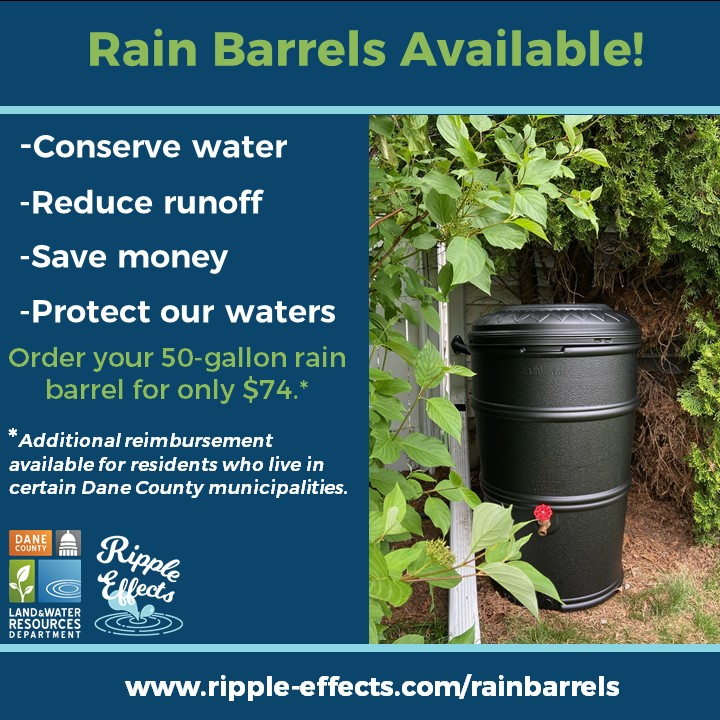 Rain Barrels Available!
-Conserve water
-Reduce runoff
-Save money
-Protect our waters
Order your 50-gallon rain
barrel for only $74.*
*Additional reimbursement
available for residents who live in
certain Dane County municipalities.
DANE
COUNTY
LAND & WATER
RESOURCES
DEPARTMENT
Ripple
Effects
www.ripple-effects.com/rainbarrels